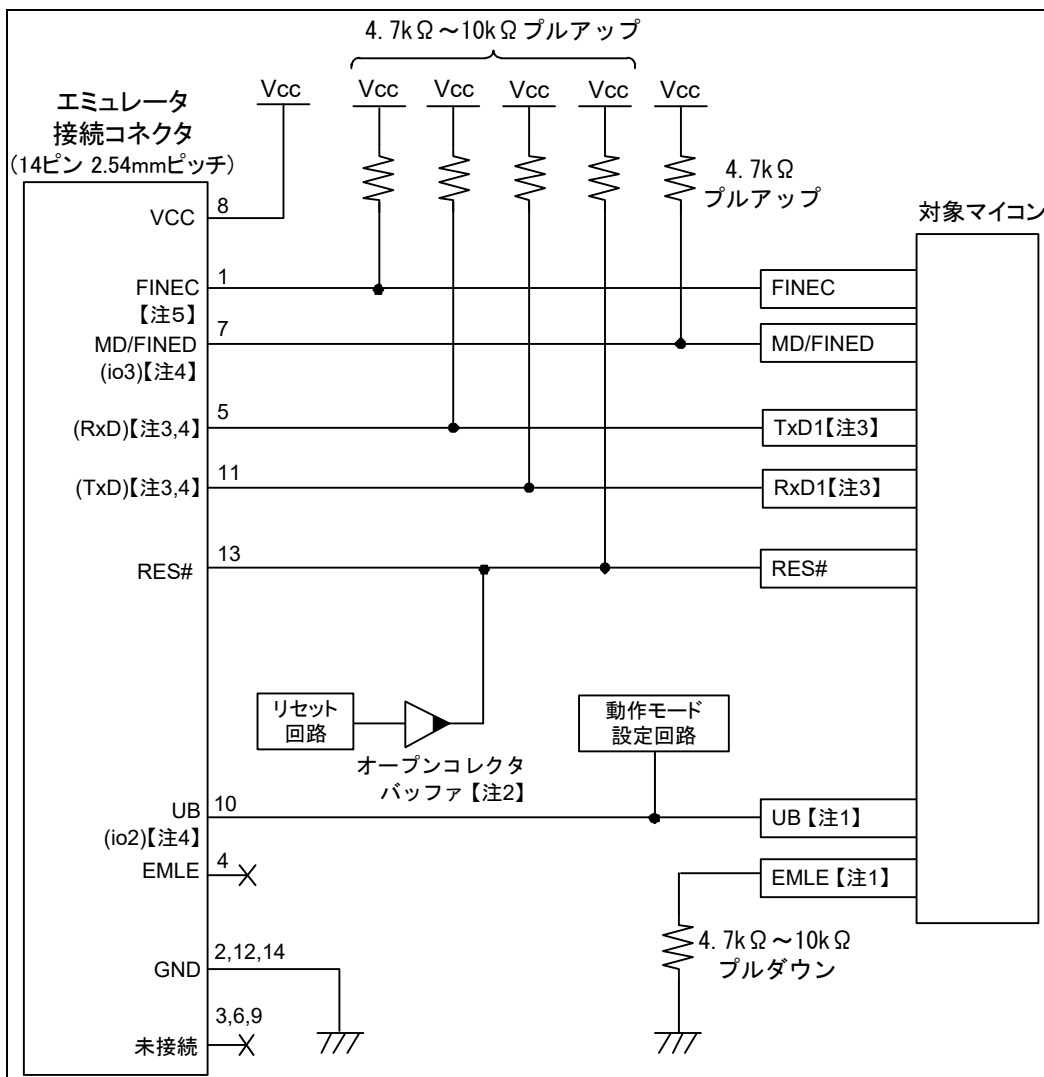 4.7kΩ～10kΩ プルアップ
Vcc
Vcc
Vcc
Vcc
Vcc
Vcc
エミュレータ
接続コネクタ
(14ピン 2.54mmピッチ)
4.7kΩ
プルアップ
対象マイコン
VCC
8
FINEC
【注5】
1
FINEC
MD/FINED
(io3)【注4】
7
MD/FINED
(RxD)【注3,4】
5
TxD1【注3】
(TxD)【注3,4】
11
RxD1【注3】
RES#
13
RES#
リセット
回路
オープンコレクタ
バッファ【注2】
動作モード
設定回路
UB
(io2)【注4】
10
UB【注1】
EMLE
4
EMLE【注1】
4.7kΩ～10kΩ
プルダウン
GND
2,12,14
未接続
3,6,9